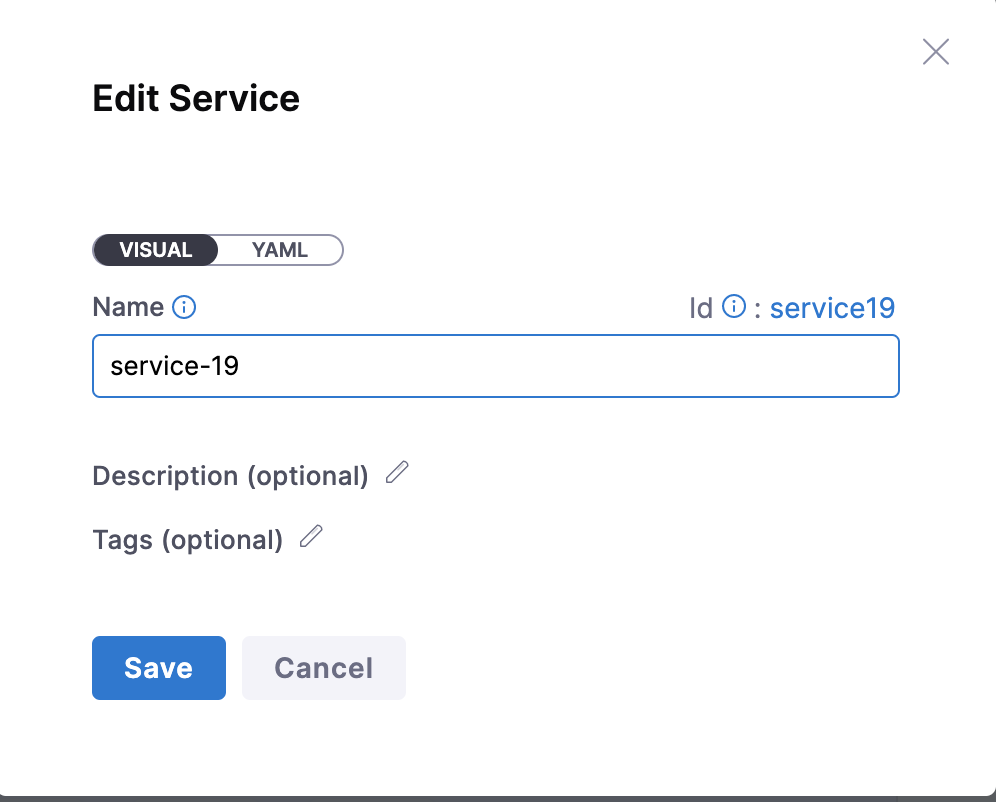 Edit Service
VISUAL YAML
Name Id : service19
service-19
Description (optional)
Tags (optional)
Save Cancel